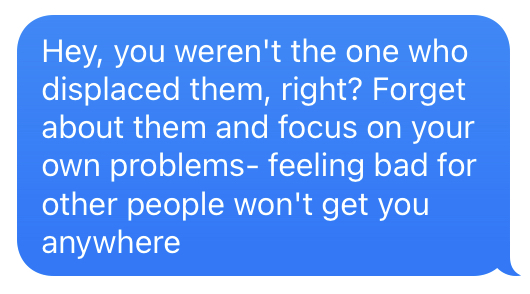 Hey, you weren't the one who
displaced them, right? Forget
about them and focus on your
own problems- feeling bad for
other people won't get you
anywhere